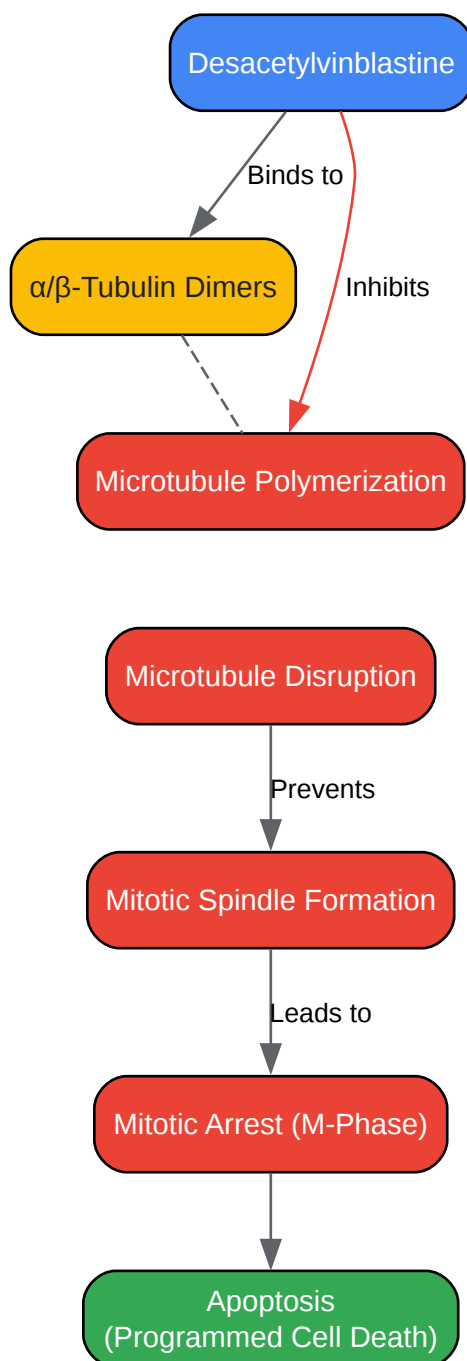 Desacetylvinblastine
Binds to
α/β-Tubulin Dimers
Inhibits
Microtubule Polymerization
Microtubule Disruption
Prevents
Mitotic Spindle Formation
Leads to
Mitotic Arrest (M-Phase)
Apoptosis
(Programmed Cell Death)